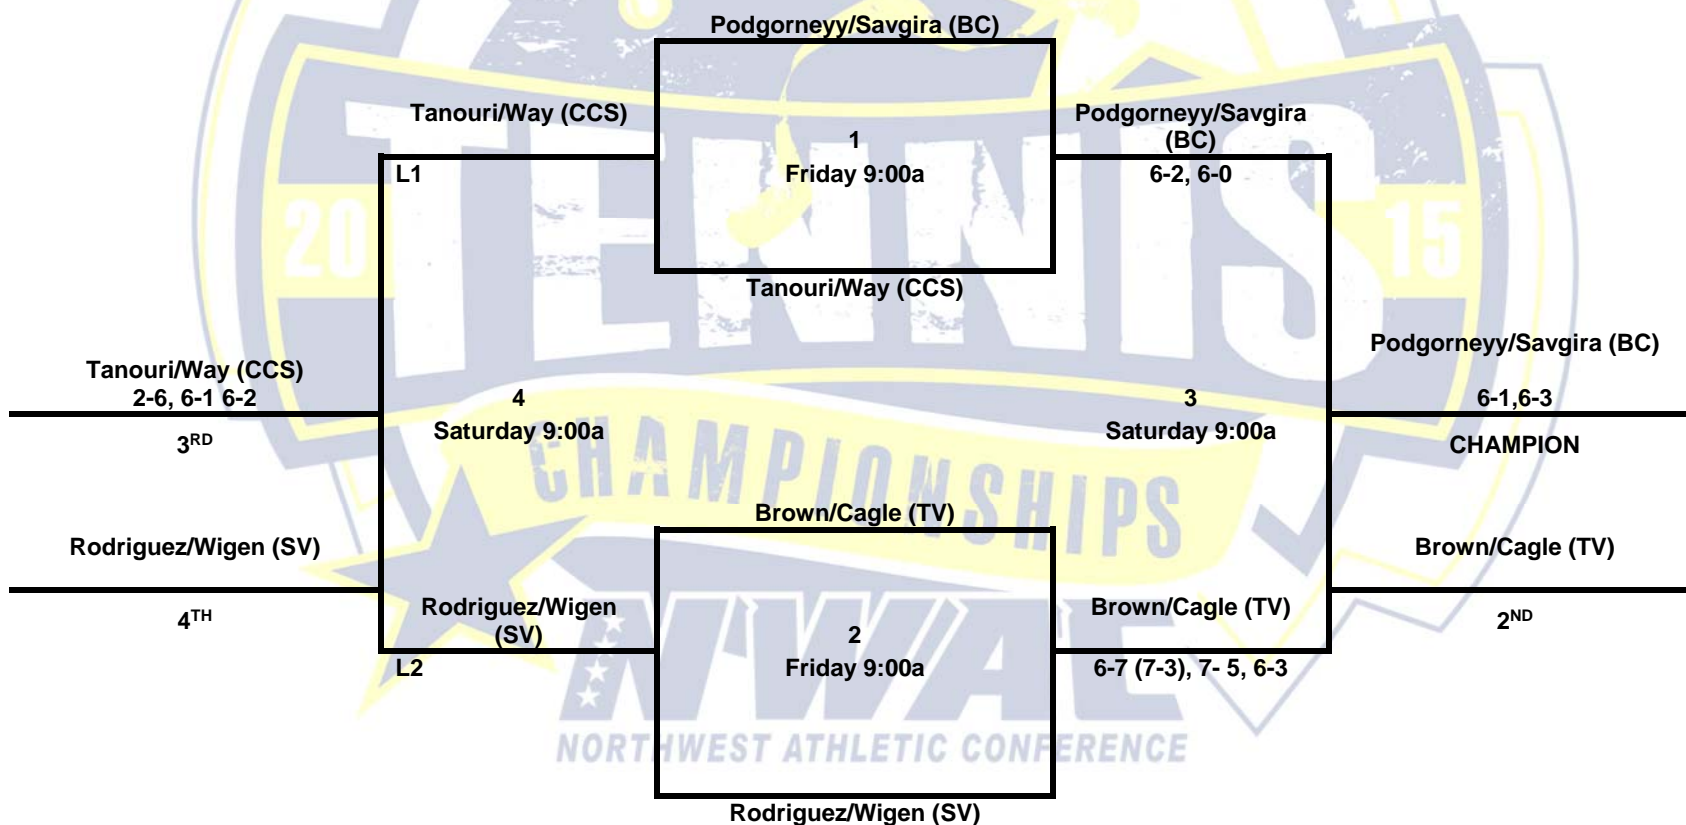 Podgorneyy/Savgira (BC)
Tanouri/Way (CCS)
L1
1
Friday 9:00a
Podgorneyy/Savgira
(BC)
6-2, 6-0
Tanouri/Way (CCS)
TENNIS
20
15
Tanouri/Way (CCS)
2-6, 6-1 6-2
3RD
4
Saturday 9:00a
3
Saturday 9:00a
Podgorneyy/Savgira (BC)
6-1,6-3
CHAMPION
CHAMPIONSHIPS
Rodriguez/Wigen (SV)
4TH
Brown/Cagle (TV)
Brown/Cagle (TV)
2ND
Rodriguez/Wigen
(SV)
L2
2
Friday 9:00a
Brown/Cagle (TV)
6-7 (7-3), 7- 5, 6-3
NWAC
NORTHWEST ATHLETIC CONFERENCE
Rodriguez/Wigen (SV)